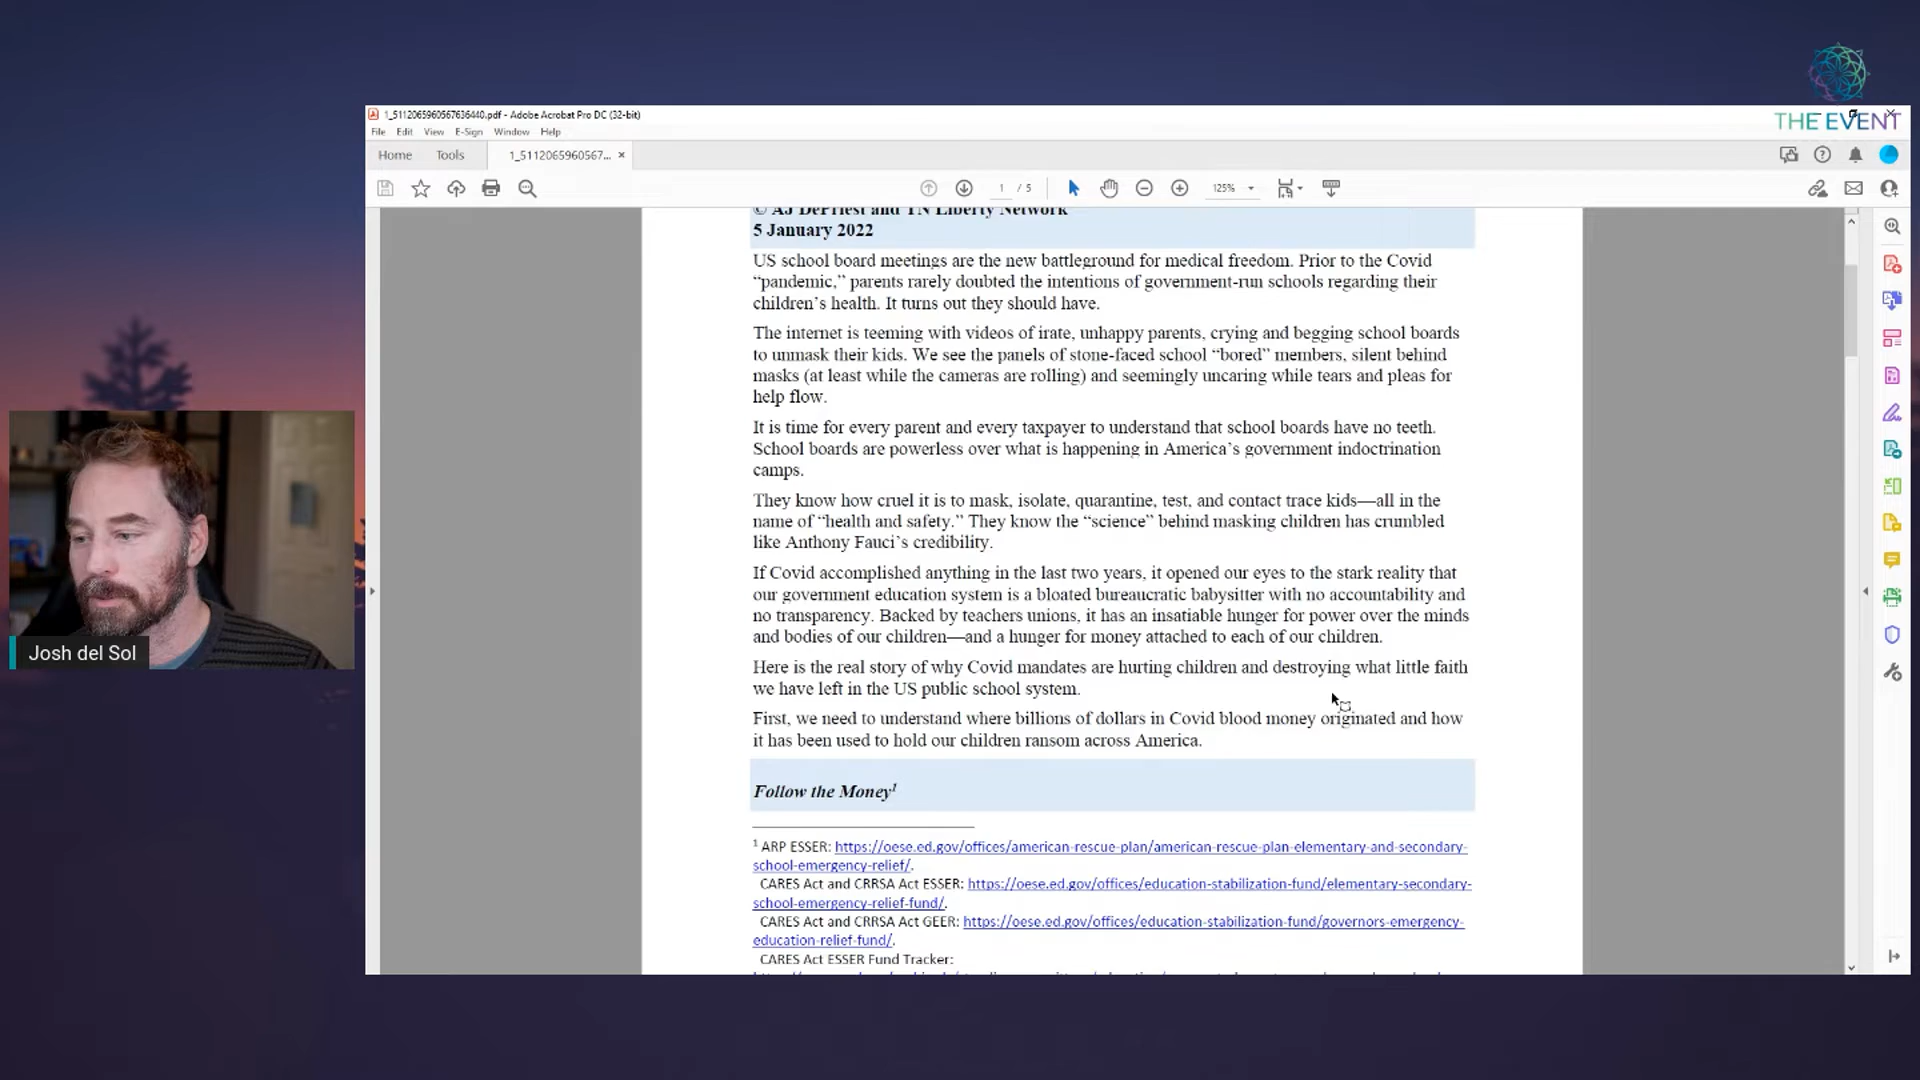 1_5112065960567636440.pdf - Adobe Acrobat Pro DC (32-bit)
THE EVENT
File Edit View E-Sign Window Help
Home Tools 1_5112065960567... ×
1 / 5 125%
© AJ DePriest and TN Liberty Network
5 January 2022
US school board meetings are the new battleground for medical freedom. Prior to the Covid
“pandemic,” parents rarely doubted the intentions of government-run schools regarding their
children’s health. It turns out they should have.
The internet is teeming with videos of irate, unhappy parents, crying and begging school boards
to unmask their kids. We see the panels of stone-faced school “bored” members, silent behind
masks (at least while the cameras are rolling) and seemingly uncaring while tears and pleas for
help flow.
It is time for every parent and every taxpayer to understand that school boards have no teeth.
School boards are powerless over what is happening in America’s government indoctrination
camps.
They know how cruel it is to mask, isolate, quarantine, test, and contact trace kids—all in the
name of “health and safety.” They know the “science” behind masking children has crumbled
like Anthony Fauci’s credibility.
If Covid accomplished anything in the last two years, it opened our eyes to the stark reality that
our government education system is a bloated bureaucratic babysitter with no accountability and
no transparency. Backed by teachers unions, it has an insatiable hunger for power over the minds
and bodies of our children—and a hunger for money attached to each of our children.
Here is the real story of why Covid mandates are hurting children and destroying what little faith
we have left in the US public school system.
First, we need to understand where billions of dollars in Covid blood money originated and how
it has been used to hold our children ransom across America.
Follow the Money1
1 ARP ESSER: https://oese.ed.gov/offices/american-rescue-plan/american-rescue-plan-elementary-and-secondary-
school-emergency-relief/.
CARES Act and CRRSA Act ESSER: https://oese.ed.gov/offices/education-stabilization-fund/elementary-secondary-
school-emergency-relief-fund/.
CARES Act and CRRSA Act GEER: https://oese.ed.gov/offices/education-stabilization-fund/governors-emergency-
education-relief-fund/.
CARES Act ESSER Fund Tracker:
Josh del Sol